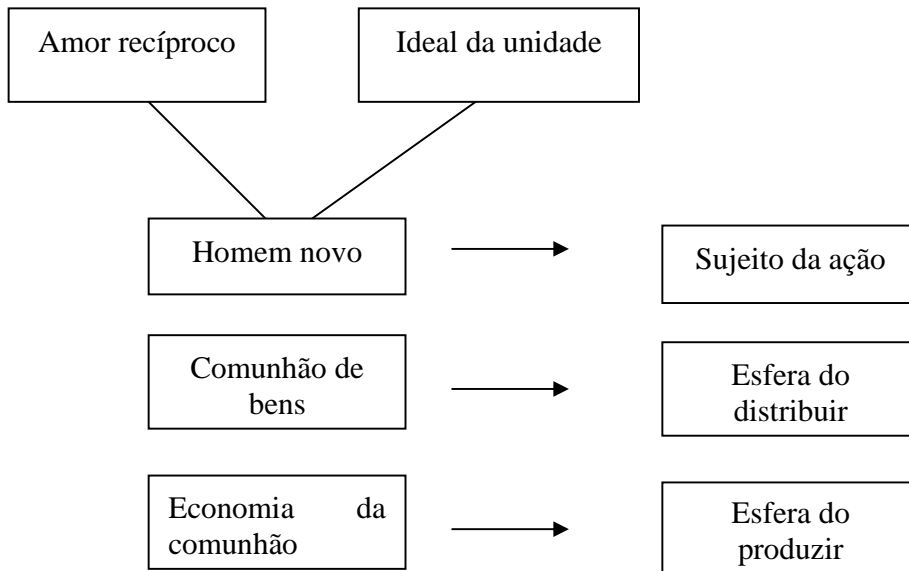 Amor recíproco
Ideal da unidade
Homem novo
Sujeito da ação
Comunhão de
bens
Esfera do
distribuir
Economia da
comunhão
Esfera do
produzir